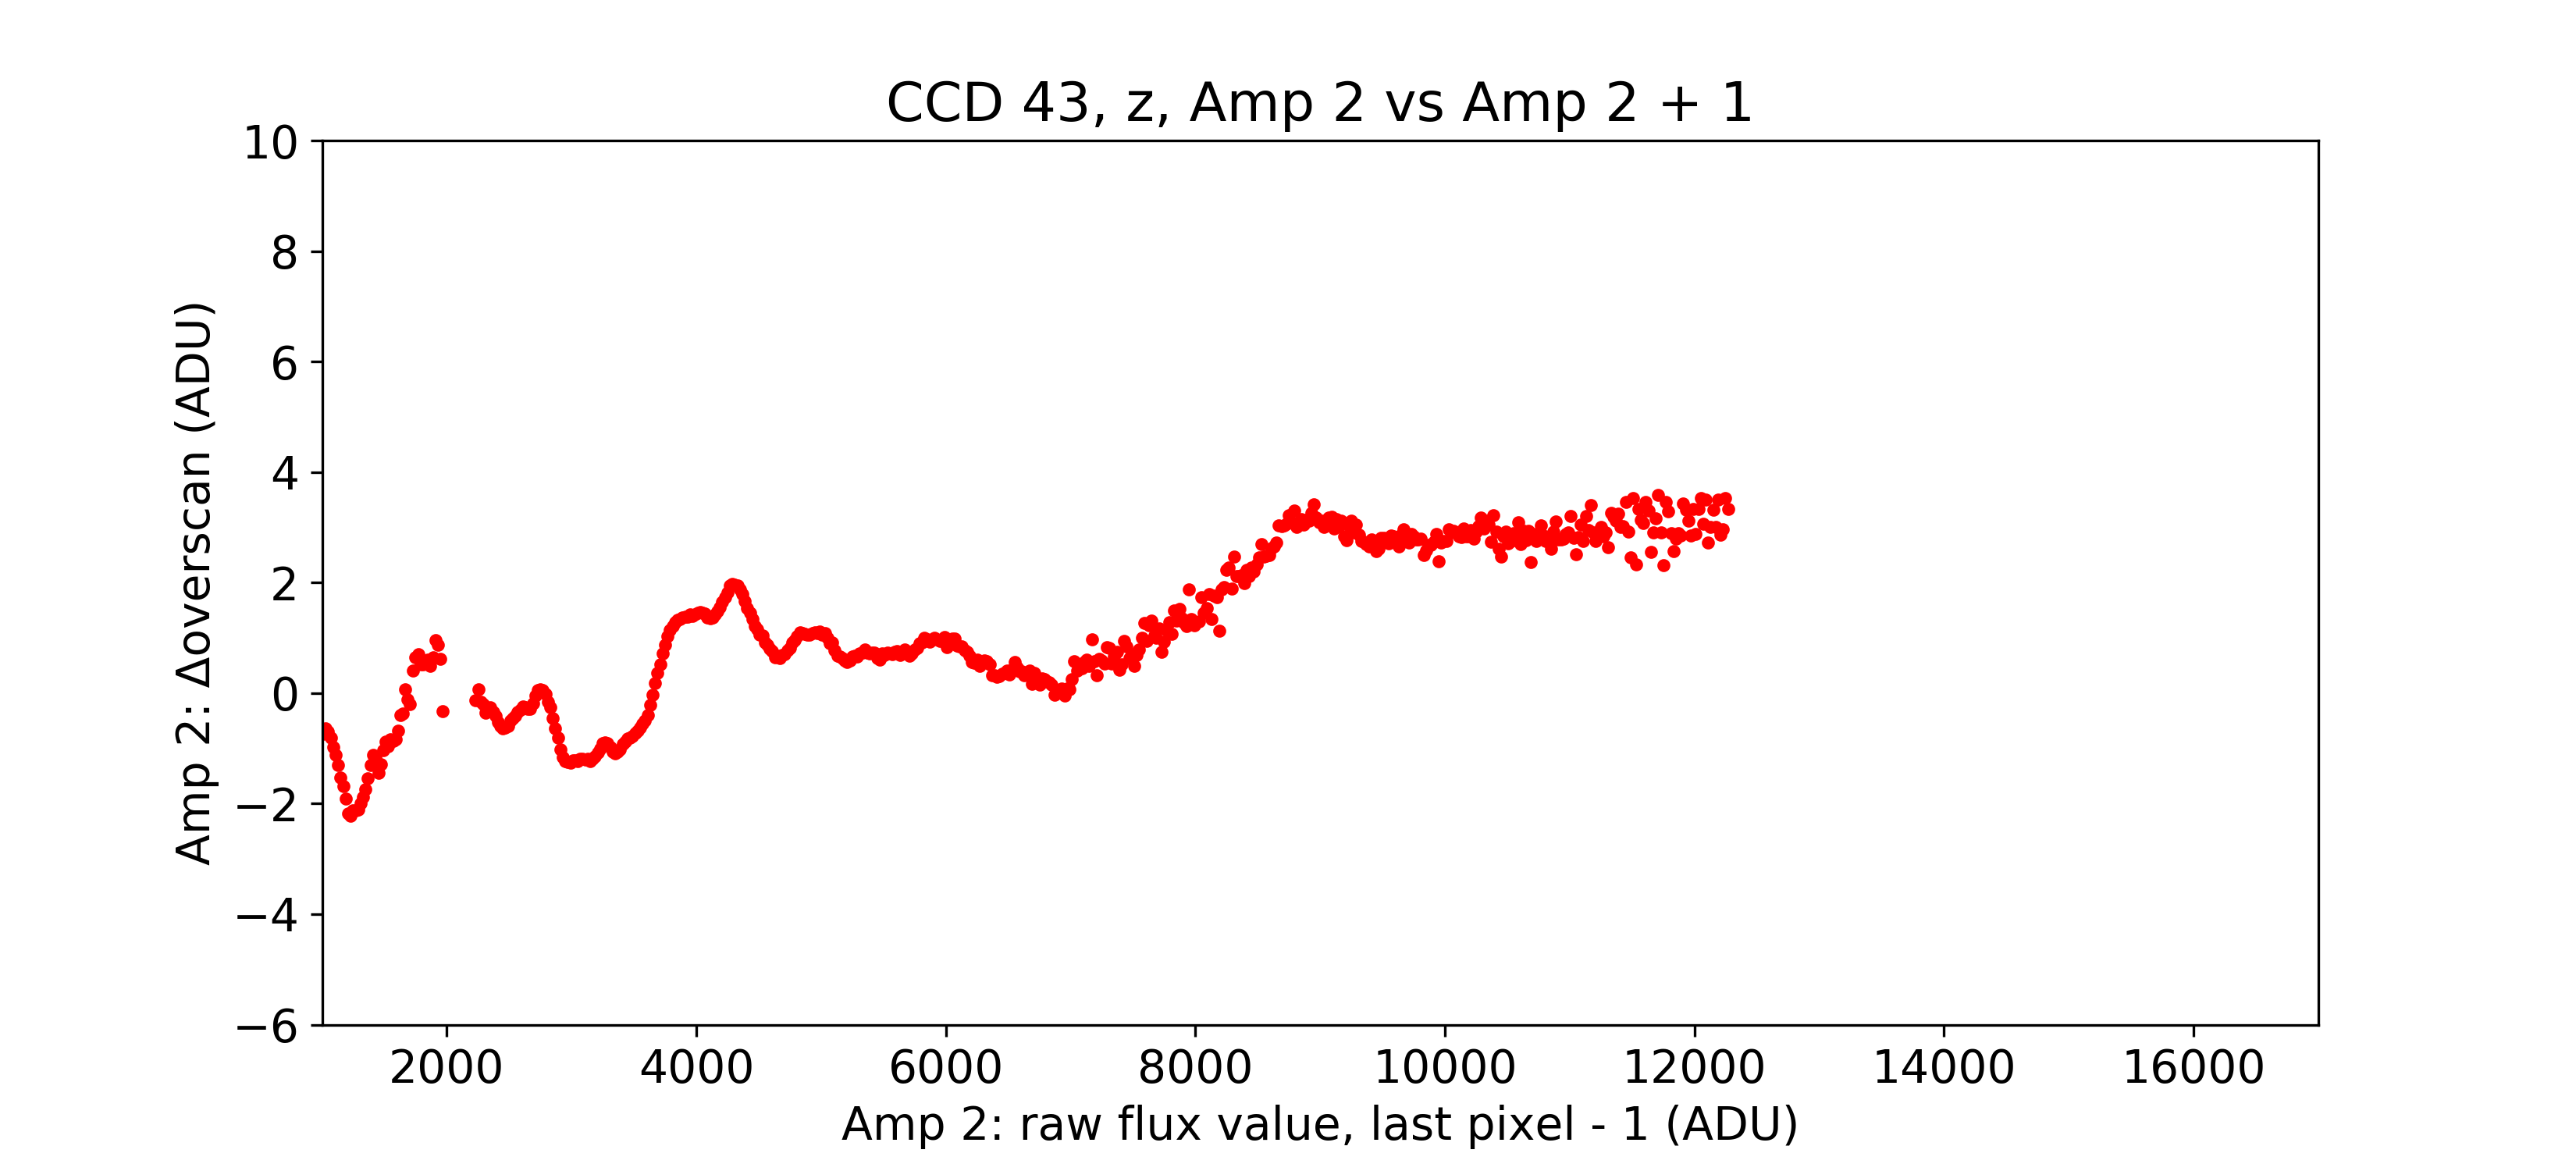 CCD 43, z, Amp 2 vs Amp 2 + 1
10
8
6
4
2
0
−2
−4
−6
Amp 2: Δoverscan (ADU)
2000 4000 6000 8000 10000 12000 14000 16000
Amp 2: raw flux value, last pixel - 1 (ADU)